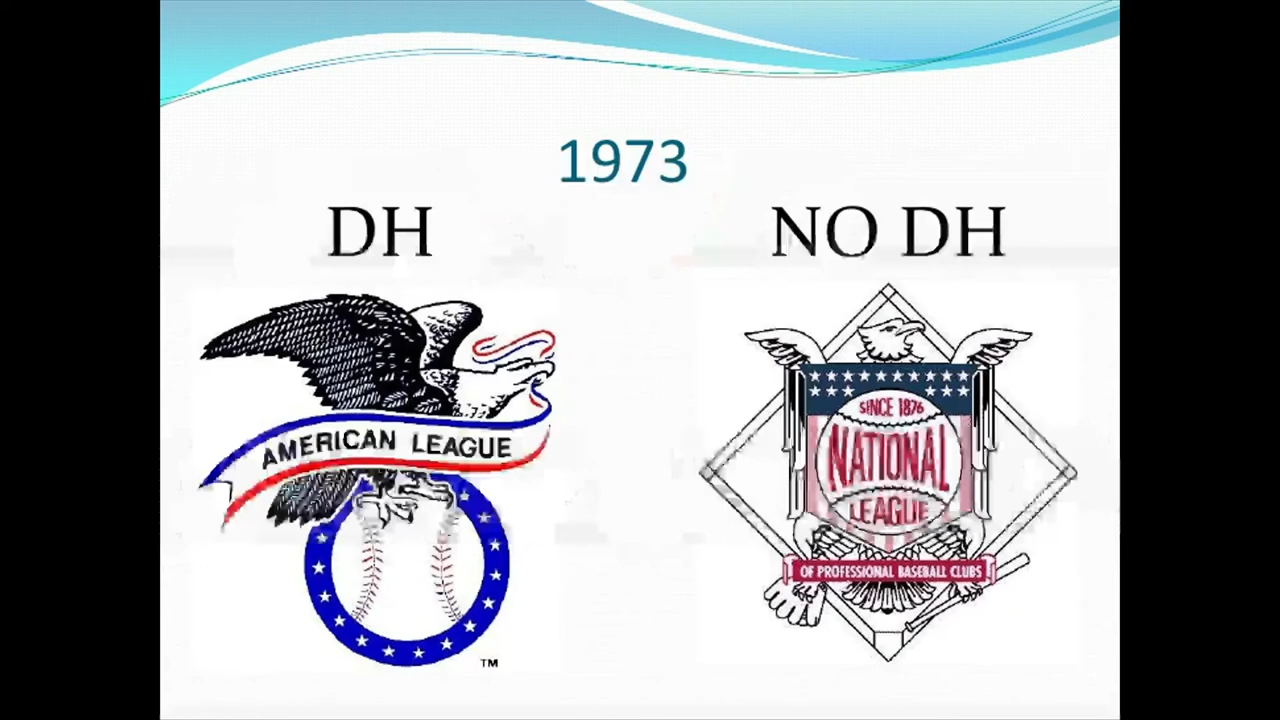 1973
DH
NO DH
AMERICAN LEAGUE
TM
SINCE 1876
NATIONAL
LEAGUE
OF PROFESSIONAL BASEBALL CLUBS